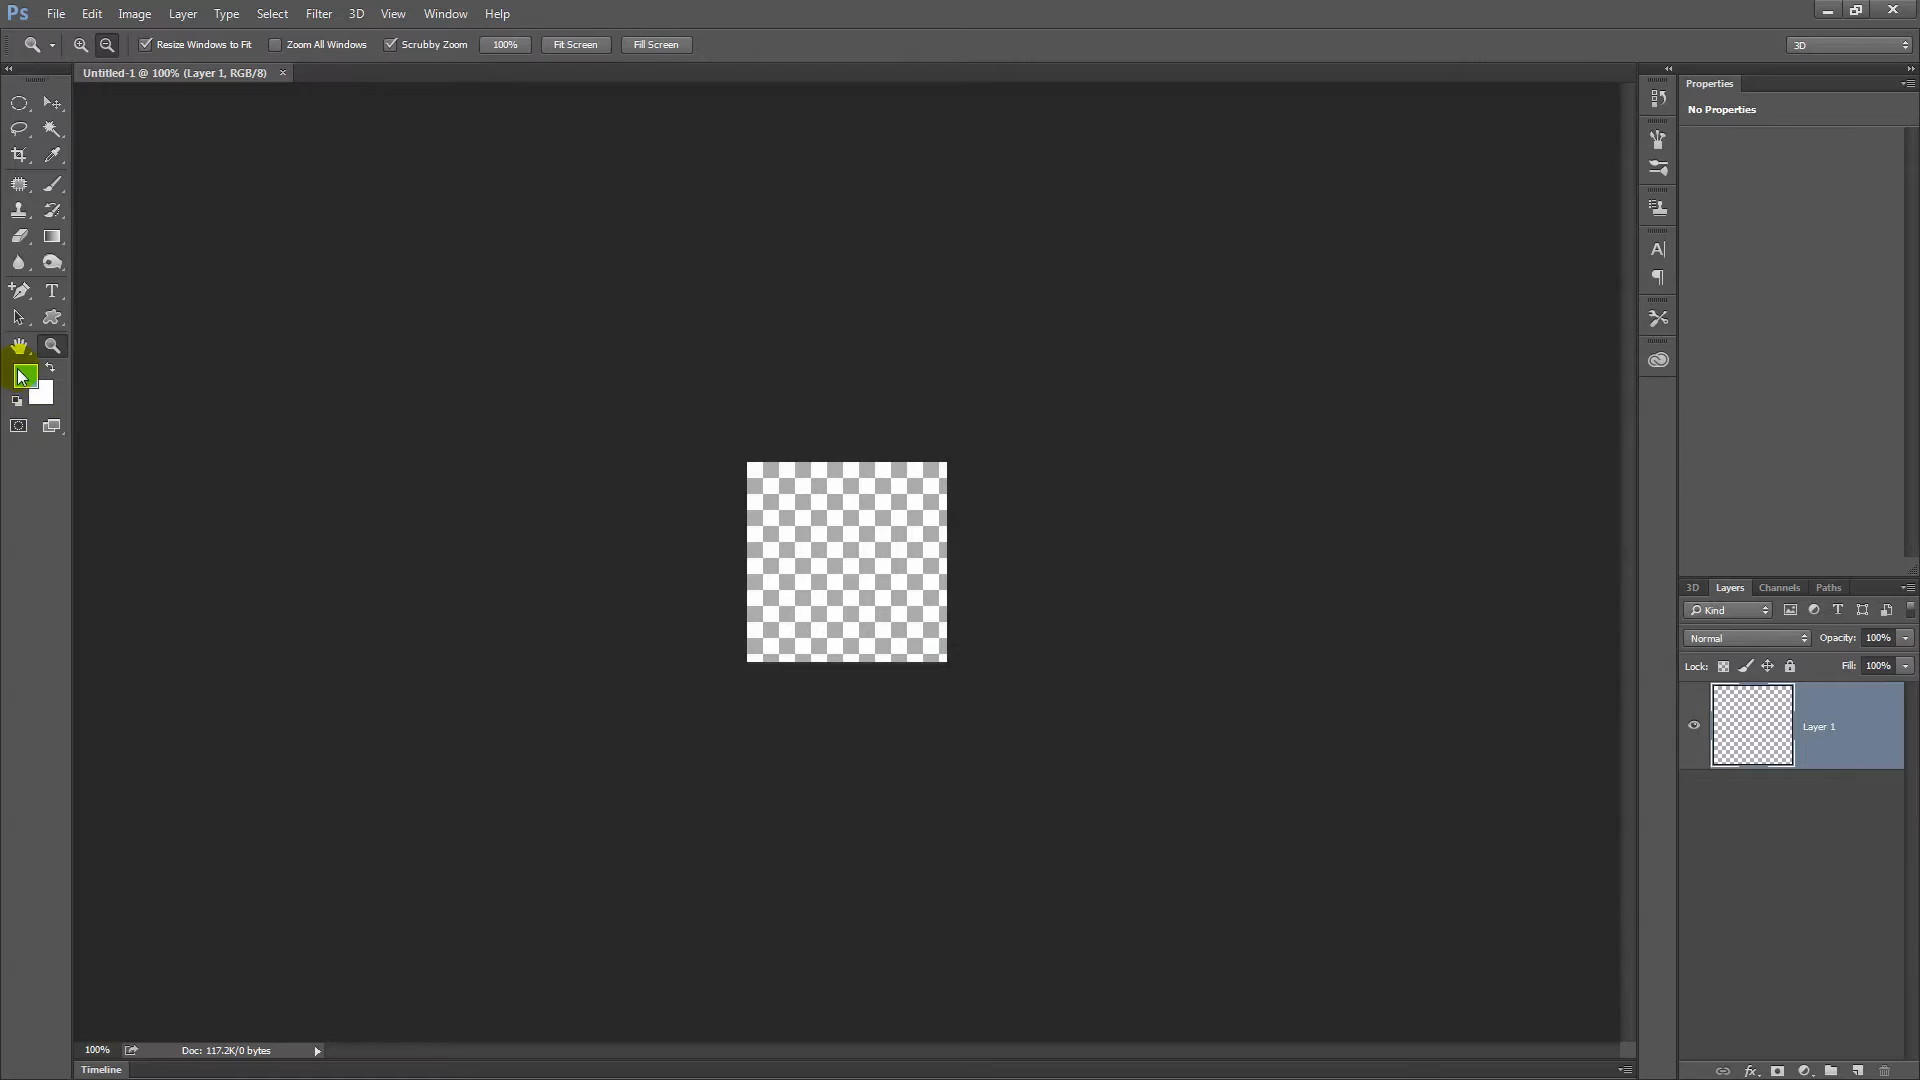 Ps File Edit Image Layer Type Select Filter 3D View Window Help
Resize Windows to Fit Zoom All Windows Scrubby Zoom 100% Fit Screen Fill Screen 3D
Untitled-1 @ 100% (Layer 1, RGB/8)
Properties
No Properties
3D Layers Channels Paths
Kind
Normal Opacity: 100%
Lock: Fill: 100%
Layer 1
100% Doc: 117.2K/0 bytes
Timeline